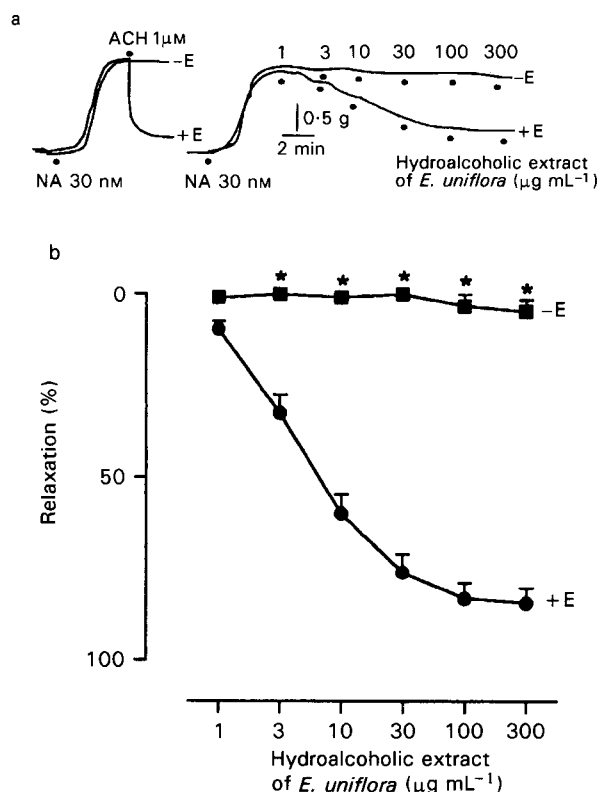 a
ACH 1μM
–E
+E
NA 30 nM
1 3 10 30 100 300
–E
0·5 g
2 min
+E
NA 30 nM
Hydroalcoholic extract
of E. uniflora (μg mL⁻¹)
b
0
50
100
Relaxation (%)
* * * * *
–E
+E
1 3 10 30 100 300
Hydroalcoholic extract
of E. uniflora (μg mL⁻¹)